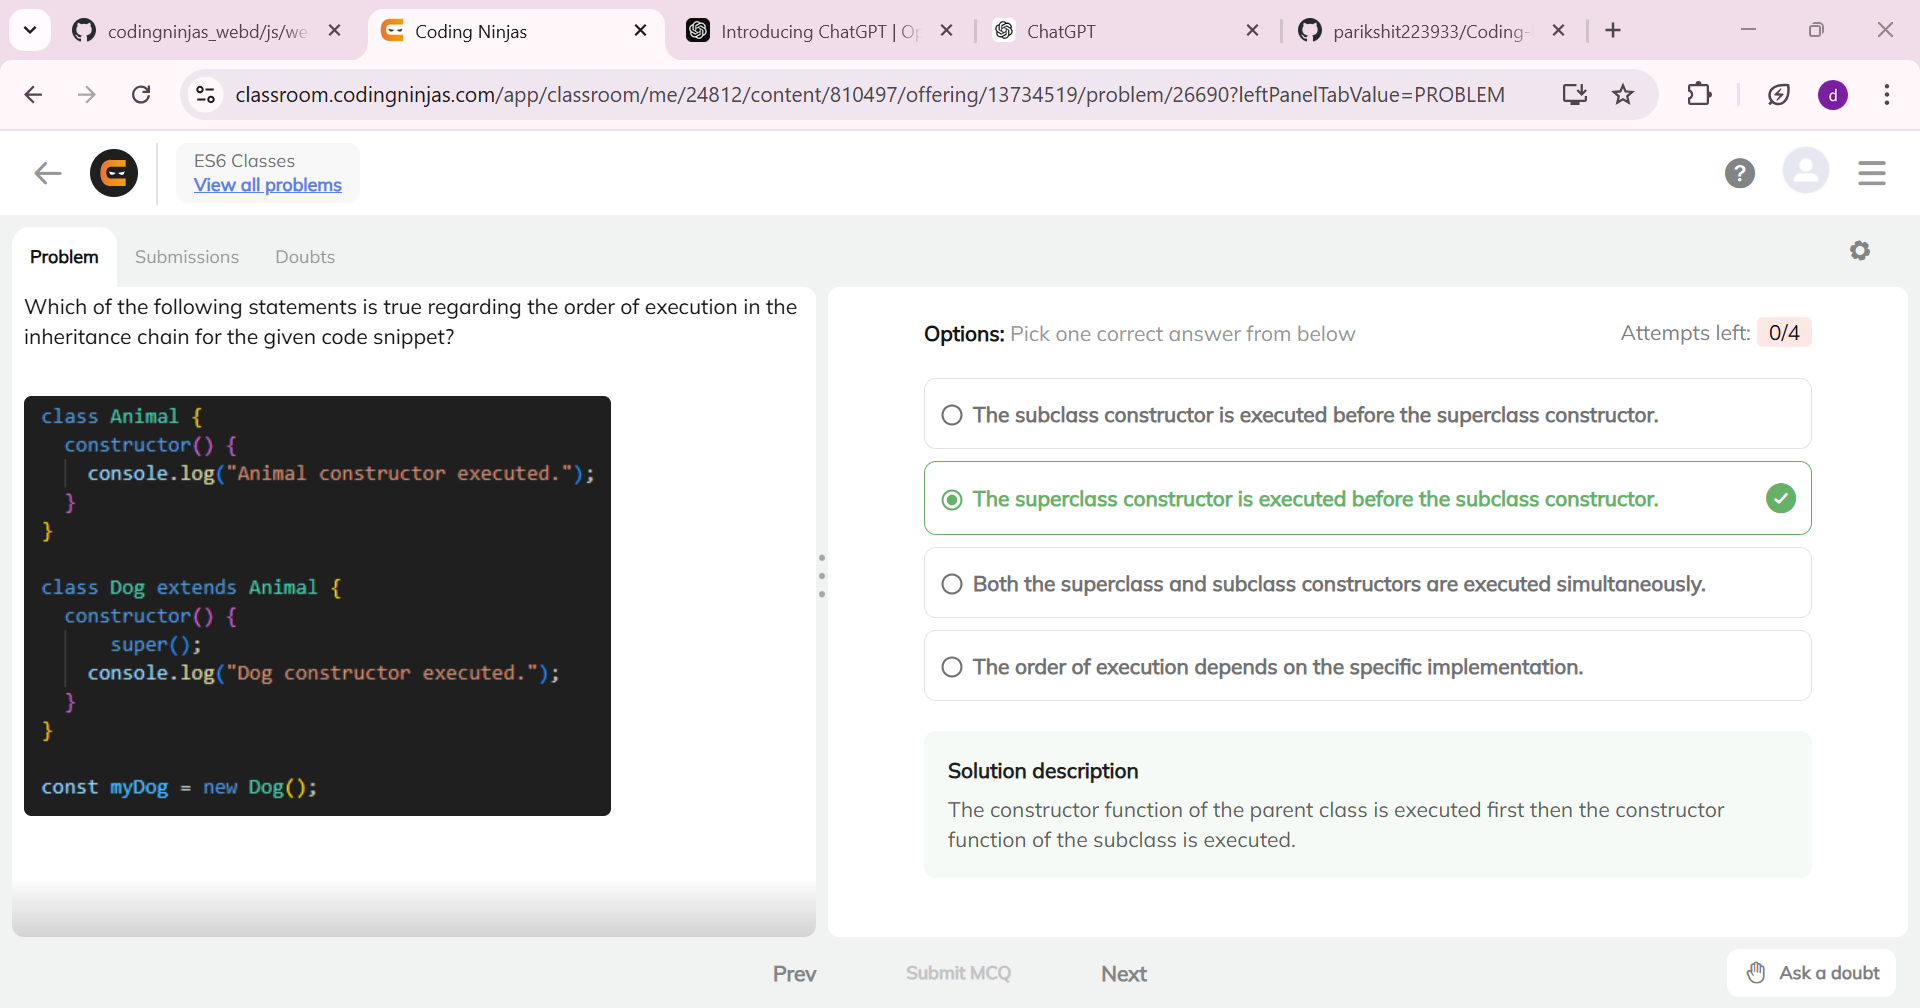 codingninjas_webd/js/we
Coding Ninjas
Introducing ChatGPT | Op
ChatGPT
parikshit223933/Coding-
classroom.codingninjas.com/app/classroom/me/24812/content/810497/offering/13734519/problem/26690?leftPanelTabValue=PROBLEM
d
ES6 Classes
View all problems
?
Problem
Submissions
Doubts
Which of the following statements is true regarding the order of execution in the
inheritance chain for the given code snippet?
class Animal {
constructor() {
console.log("Animal constructor executed.");
}
}
class Dog extends Animal {
constructor() {
super();
console.log("Dog constructor executed.");
}
}
const myDog = new Dog();
Options: Pick one correct answer from below
Attempts left: 0/4
The subclass constructor is executed before the superclass constructor.
The superclass constructor is executed before the subclass constructor.
Both the superclass and subclass constructors are executed simultaneously.
The order of execution depends on the specific implementation.
Solution description
The constructor function of the parent class is executed first then the constructor
function of the subclass is executed.
Prev
Submit MCQ
Next
Ask a doubt